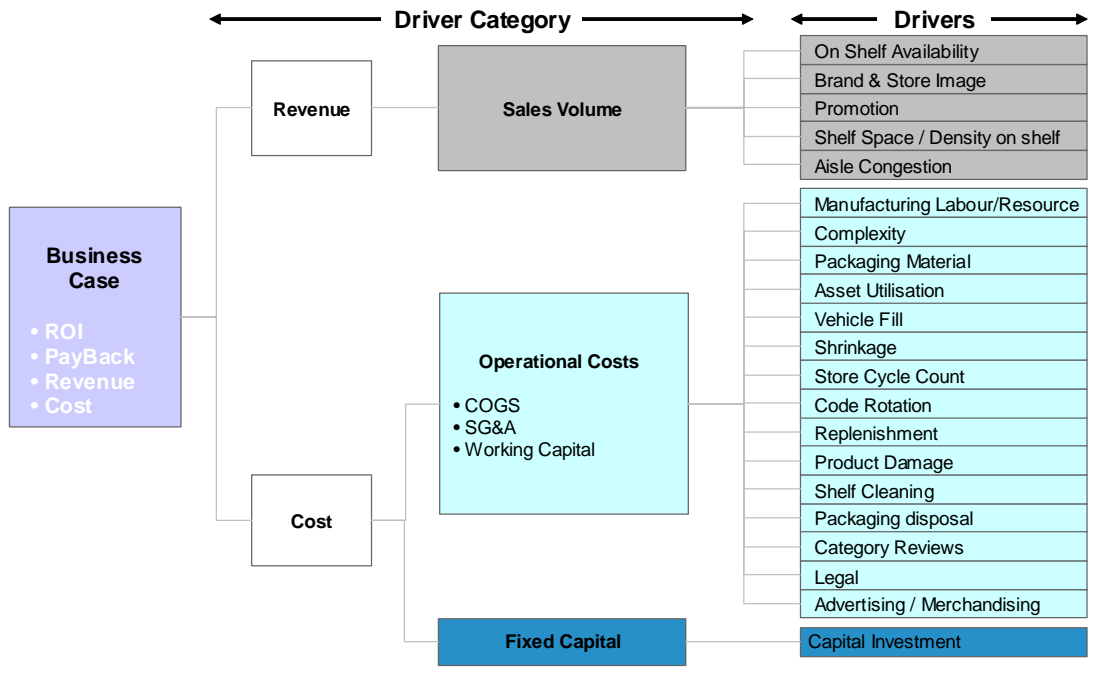 Driver Category
Drivers
Business
Case
• ROI
• PayBack
• Revenue
• Cost
Revenue
Cost
Sales Volume
Operational Costs
• COGS
• SG&A
• Working Capital
Fixed Capital
On Shelf Availability
Brand & Store Image
Promotion
Shelf Space / Density on shelf
Aisle Congestion
Manufacturing Labour/Resource
Complexity
Packaging Material
Asset Utilisation
Vehicle Fill
Shrinkage
Store Cycle Count
Code Rotation
Replenishment
Product Damage
Shelf Cleaning
Packaging disposal
Category Reviews
Legal
Advertising / Merchandising
Capital Investment